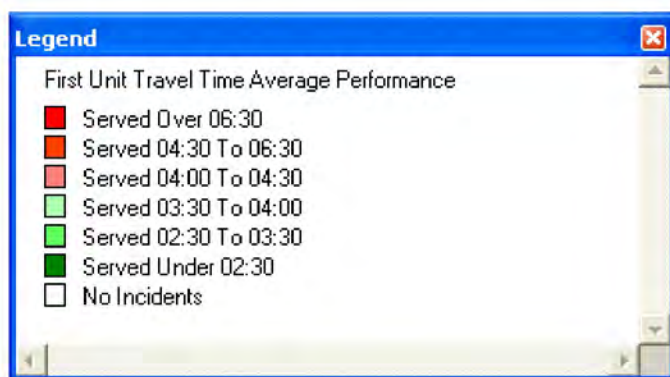 Legend
First Unit Travel Time Average Performance
Served Over 06:30
Served 04:30 To 06:30
Served 04:00 To 04:30
Served 03:30 To 04:00
Served 02:30 To 03:30
Served Under 02:30
No Incidents